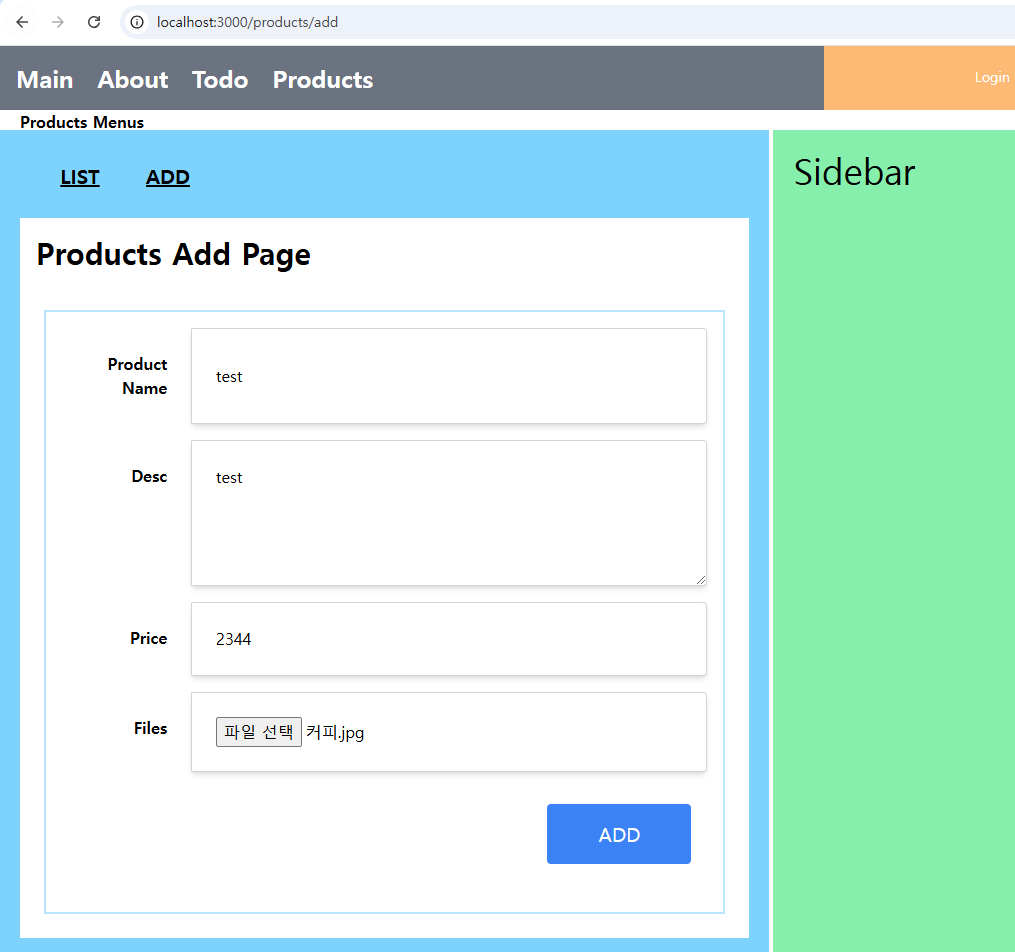 localhost:3000/products/add
Main About Todo Products Login
Products Menus
LIST ADD
Sidebar
Products Add Page
Product
Name
test
Desc
test
Price
2344
Files
파일 선택 커피.jpg
ADD